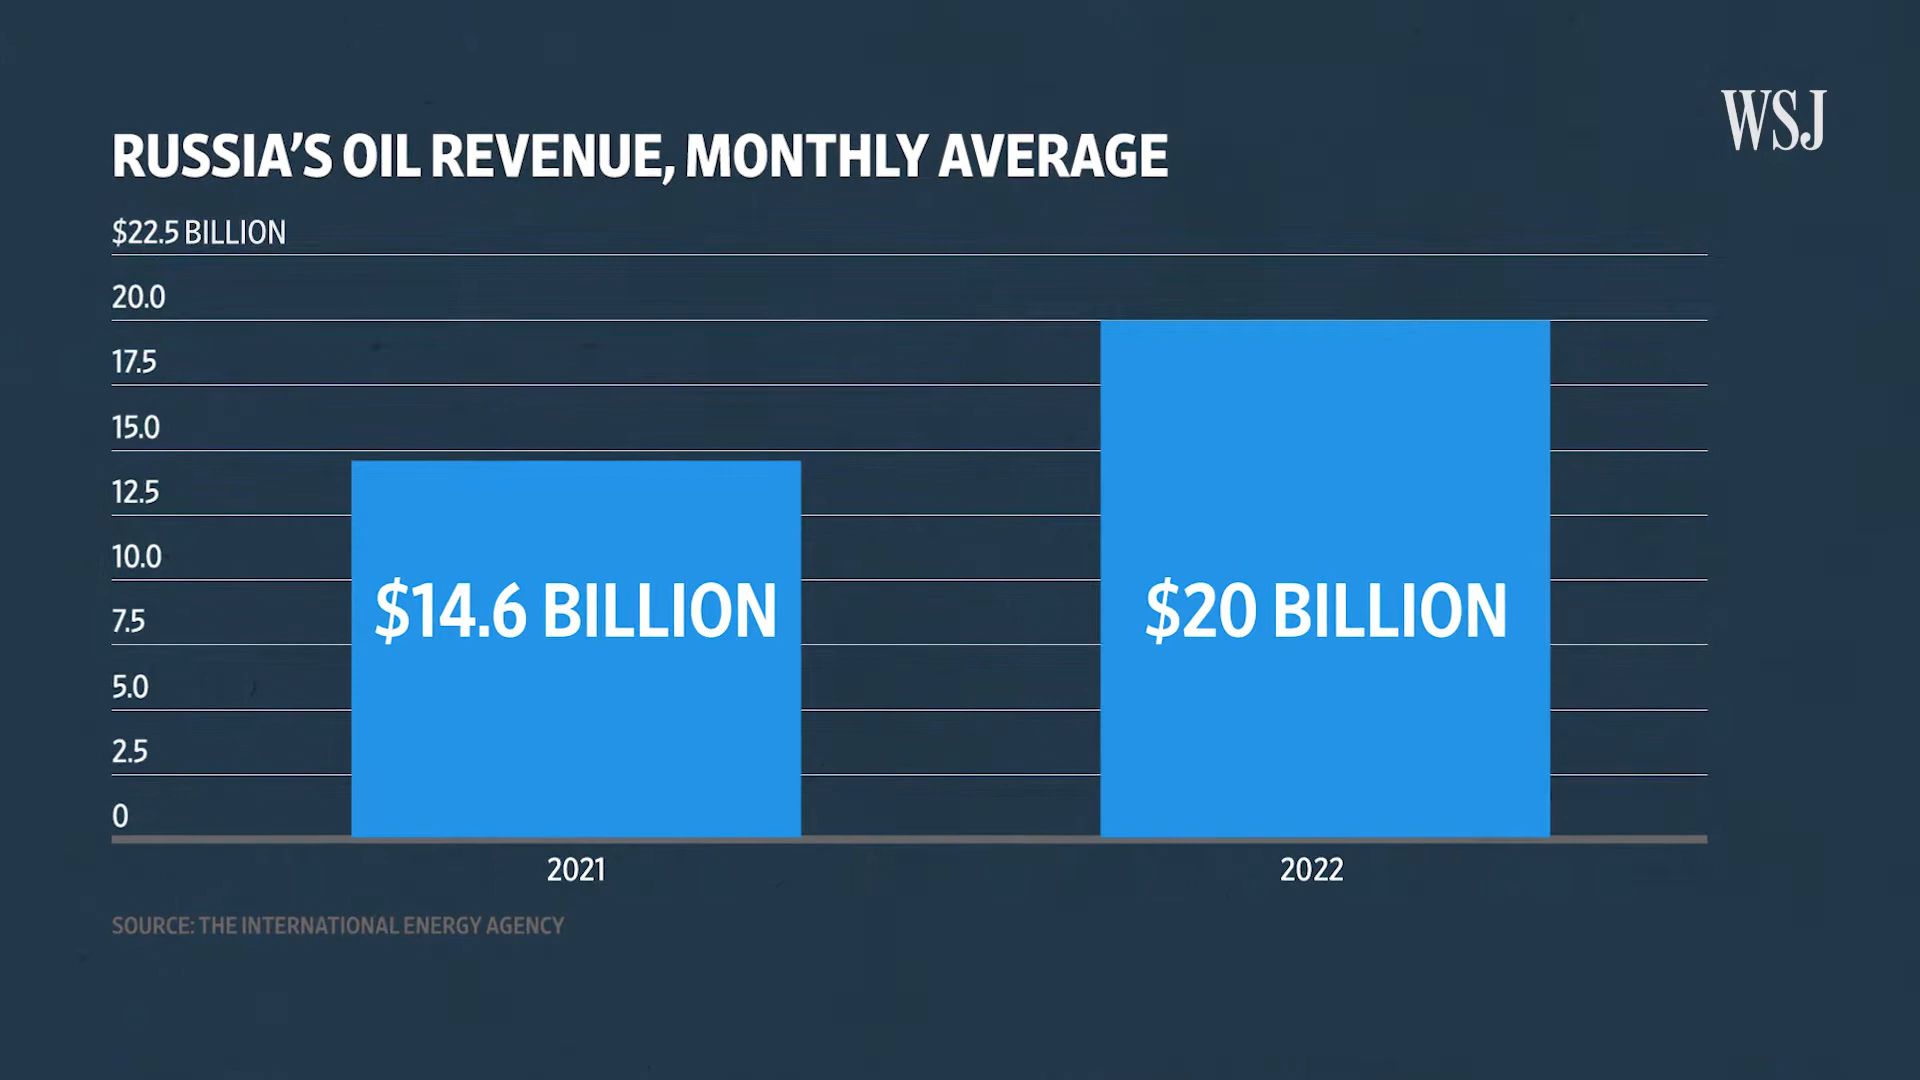 WSJ
RUSSIA’S OIL REVENUE, MONTHLY AVERAGE
$22.5 BILLION
20.0
17.5
15.0
12.5
10.0
7.5
5.0
2.5
0
$14.6 BILLION
$20 BILLION
2021
2022
SOURCE: THE INTERNATIONAL ENERGY AGENCY